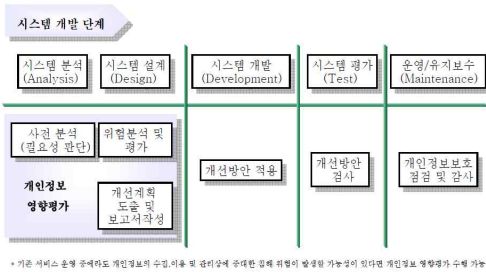 시스템 개발 단계
시스템 분석
(Analysis)
시스템 설계
(Design)
시스템 개발
(Development)
시스템 평가
(Test)
운영/유지보수
(Maintenance)
사전 분석
(필요성 판단)
위험분석 및
평가
개인정보
영향평가
개선계획
도출 및
보고서작성
개선방안 적용
개선방안
검사
개인정보보호
점검 및 감사
* 기존 서비스 운영 중에라도 개인정보의 수집,이용 및 관리상에 중대한 침해 위험이 발생할 가능성이 있다면 개인정보 영향평가 수행 가능